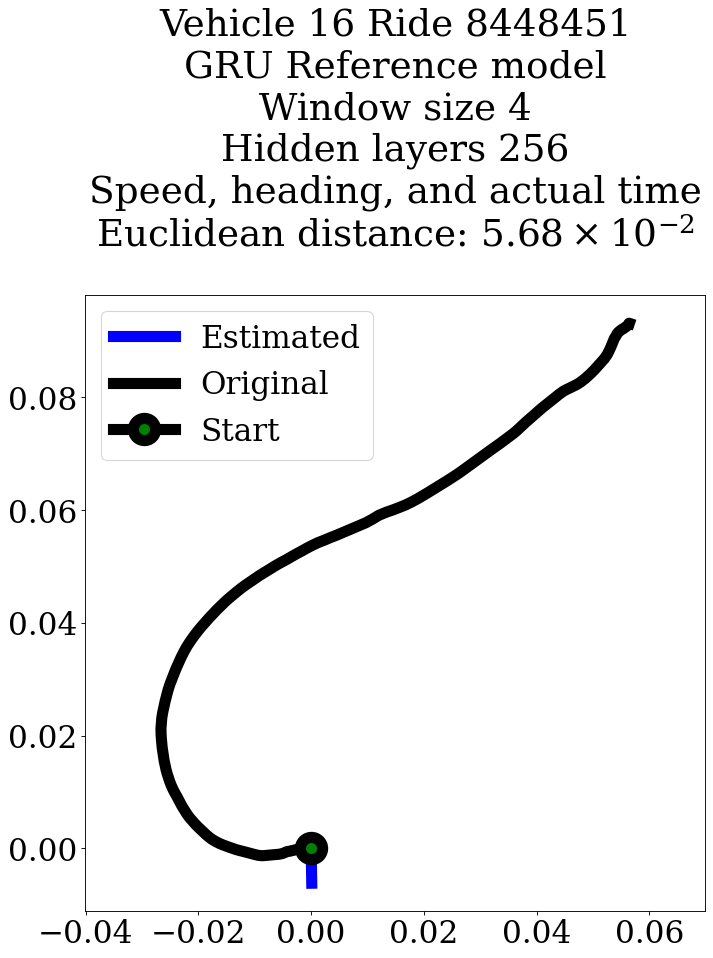 Vehicle 16 Ride 8448451
GRU Reference model
Window size 4
Hidden layers 256
Speed, heading, and actual time
Euclidean distance: 5.68 × 10⁻²
Estimated
Original
Start
0.08
0.06
0.04
0.02
0.00
−0.04 −0.02 0.00 0.02 0.04 0.06